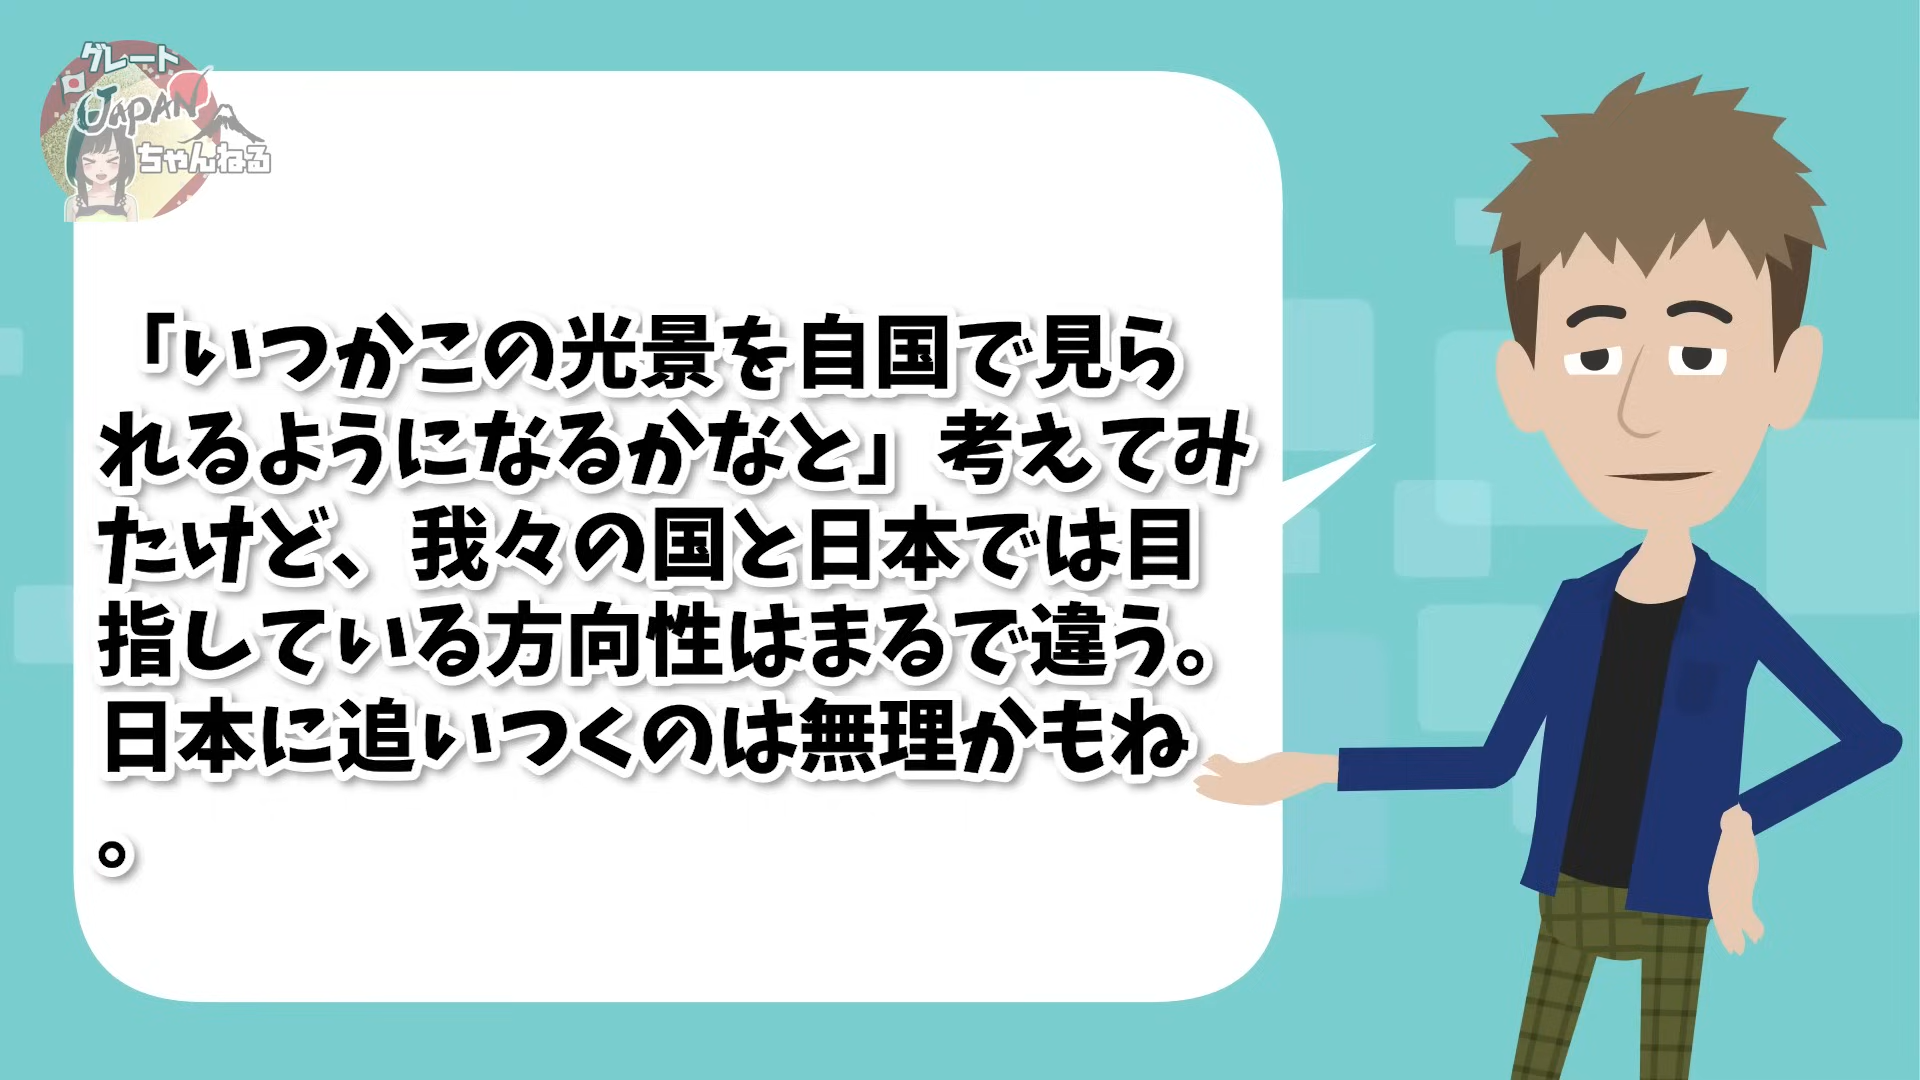 グレート
JAPAN
ちゃんねる
「いつかこの光景を自国で見ら
れるようになるかなと」考えてみ
たけど、我々の国と日本では目
指している方向性はまるで違う。
日本に追いつくのは無理かもね
。